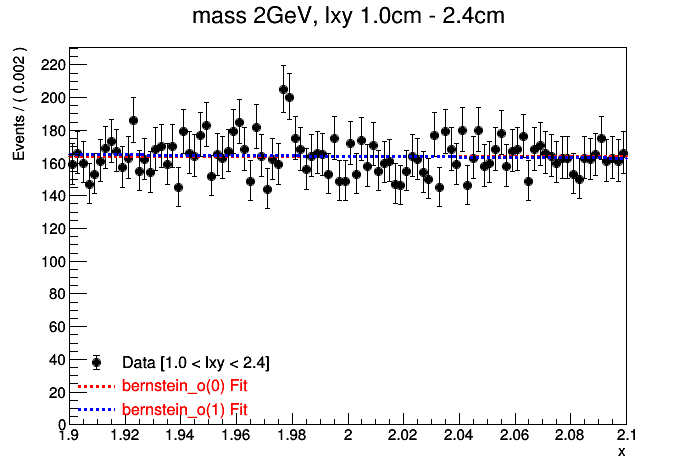 mass 2GeV, lxy 1.0cm - 2.4cm
Events / ( 0.002 )
220
200
180
160
140
120
100
80
60
40
20
0
Data [1.0 < lxy < 2.4]
bernstein_o(0) Fit
bernstein_o(1) Fit
1.9 1.92 1.94 1.96 1.98 2 2.02 2.04 2.06 2.08 2.1
x